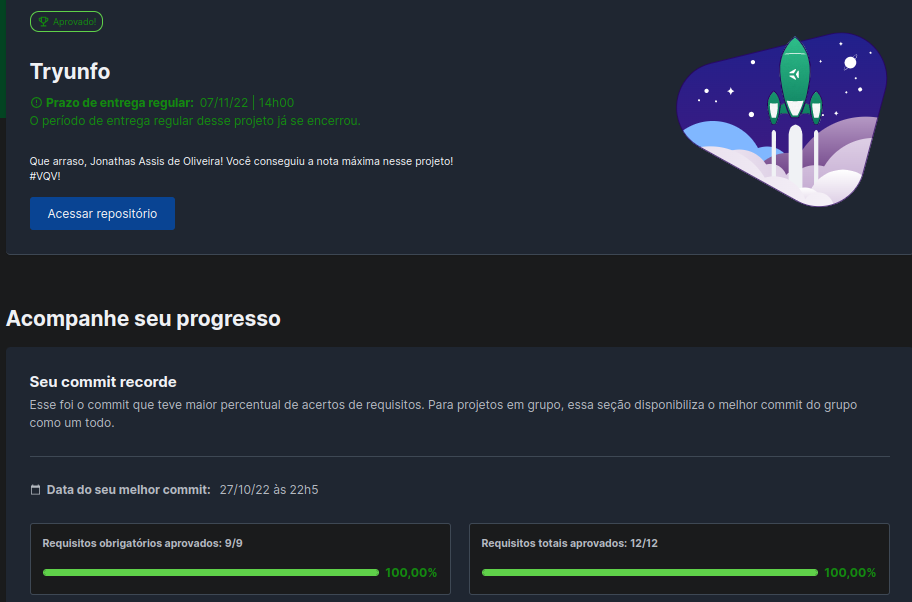 Aprovado!
Tryunfo
Prazo de entrega regular: 07/11/22 | 14h00
O período de entrega regular desse projeto já se encerrou.
Que arraso, Jonathas Assis de Oliveira! Você conseguiu a nota máxima nesse projeto!
#VQV!
Acessar repositório
Acompanhe seu progresso
Seu commit recorde
Esse foi o commit que teve maior percentual de acertos de requisitos. Para projetos em grupo, essa seção disponibiliza o melhor commit do grupo
como um todo.
Data do seu melhor commit: 27/10/22 às 22h5
Requisitos obrigatórios aprovados: 9/9
100,00%
Requisitos totais aprovados: 12/12
100,00%